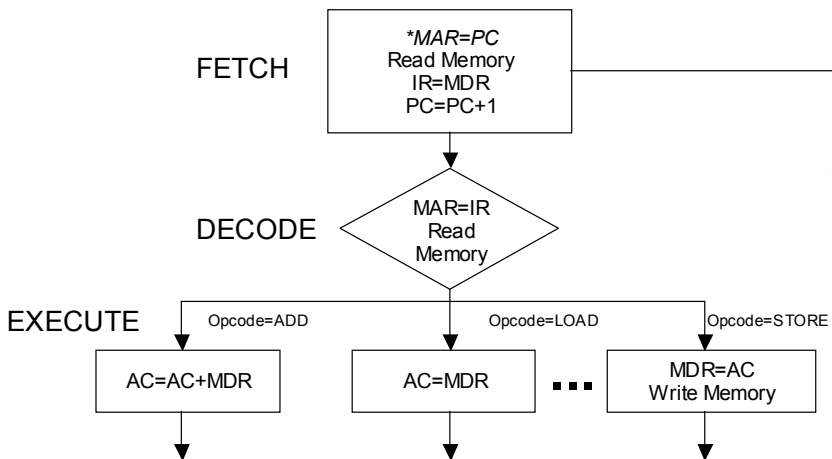 FETCH
*MAR=PC
Read Memory
IR=MDR
PC=PC+1
DECODE
MAR=IR
Read
Memory
EXECUTE
Opcode=ADD
Opcode=LOAD
Opcode=STORE
AC=AC+MDR
AC=MDR
MDR=AC
Write Memory